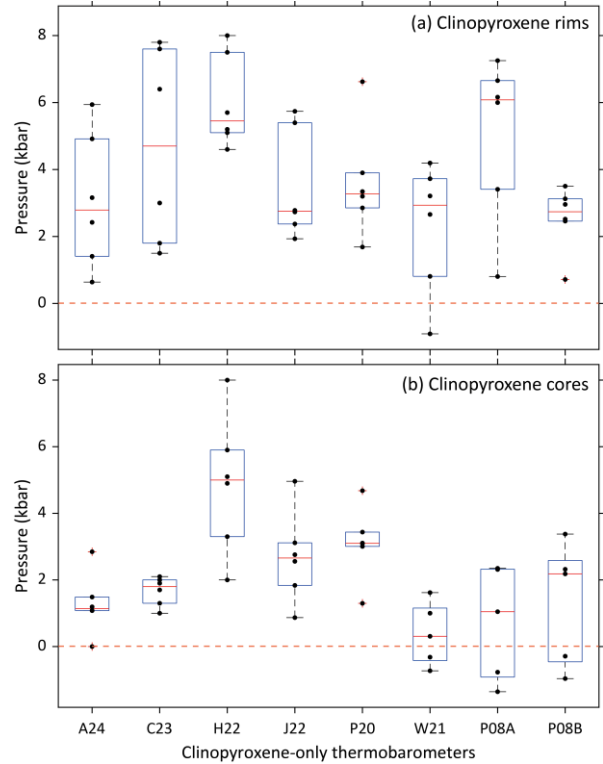 (a) Clinopyroxene rims
Pressure (kbar)
8
6
4
2
0
(b) Clinopyroxene cores
Pressure (kbar)
8
6
4
2
0
A24 C23 H22 J22 P20 W21 P08A P08B
Clinopyroxene-only thermobarometers